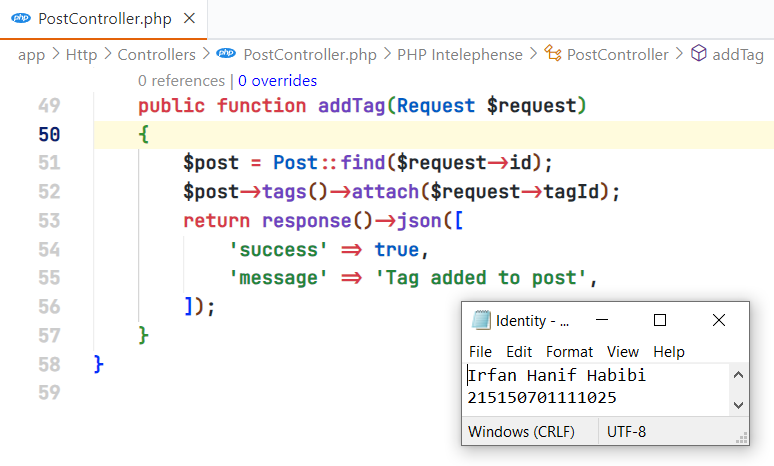 PostController.php
app > Http > Controllers > PostController.php > PHP Intelephense > PostController > addTag
0 references | 0 overrides
49 public function addTag(Request $request)
50 {
51 $post = Post::find($request->id);
52 $post->tags()->attach($request->tagId);
53 return response()->json([
54 'success' => true,
55 'message' => 'Tag added to post',
56 ]);
57 }
58 }
59
Identity - ...
File Edit Format View Help
Irfan Hanif Habibi
215150701111025
Windows (CRLF) UTF-8